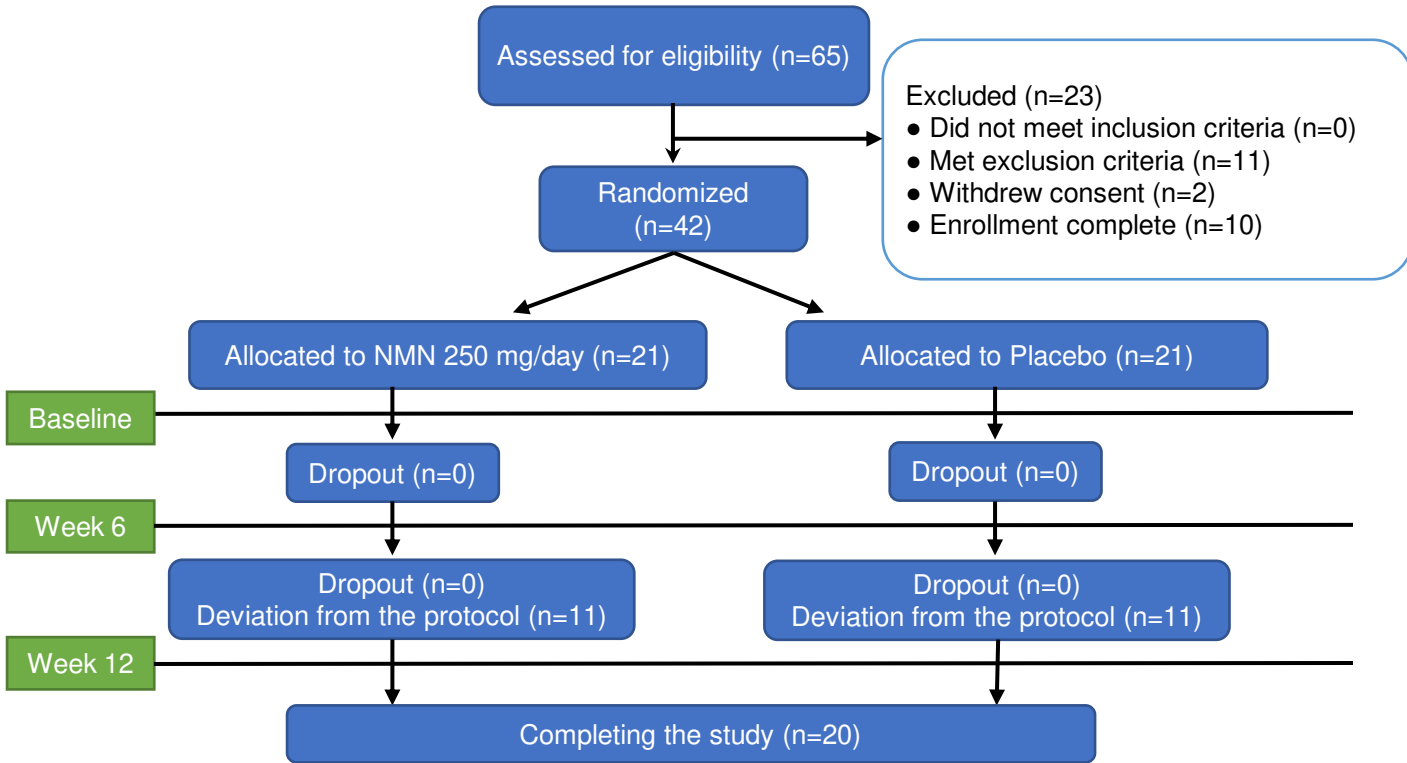 Assessed for eligibility (n=65)
Excluded (n=23)
● Did not meet inclusion criteria (n=0)
● Met exclusion criteria (n=11)
● Withdrew consent (n=2)
● Enrollment complete (n=10)
Randomized
(n=42)
Allocated to NMN 250 mg/day (n=21)
Allocated to Placebo (n=21)
Baseline
Dropout (n=0)
Dropout (n=0)
Week 6
Dropout (n=0)
Deviation from the protocol (n=11)
Dropout (n=0)
Deviation from the protocol (n=11)
Week 12
Completing the study (n=20)